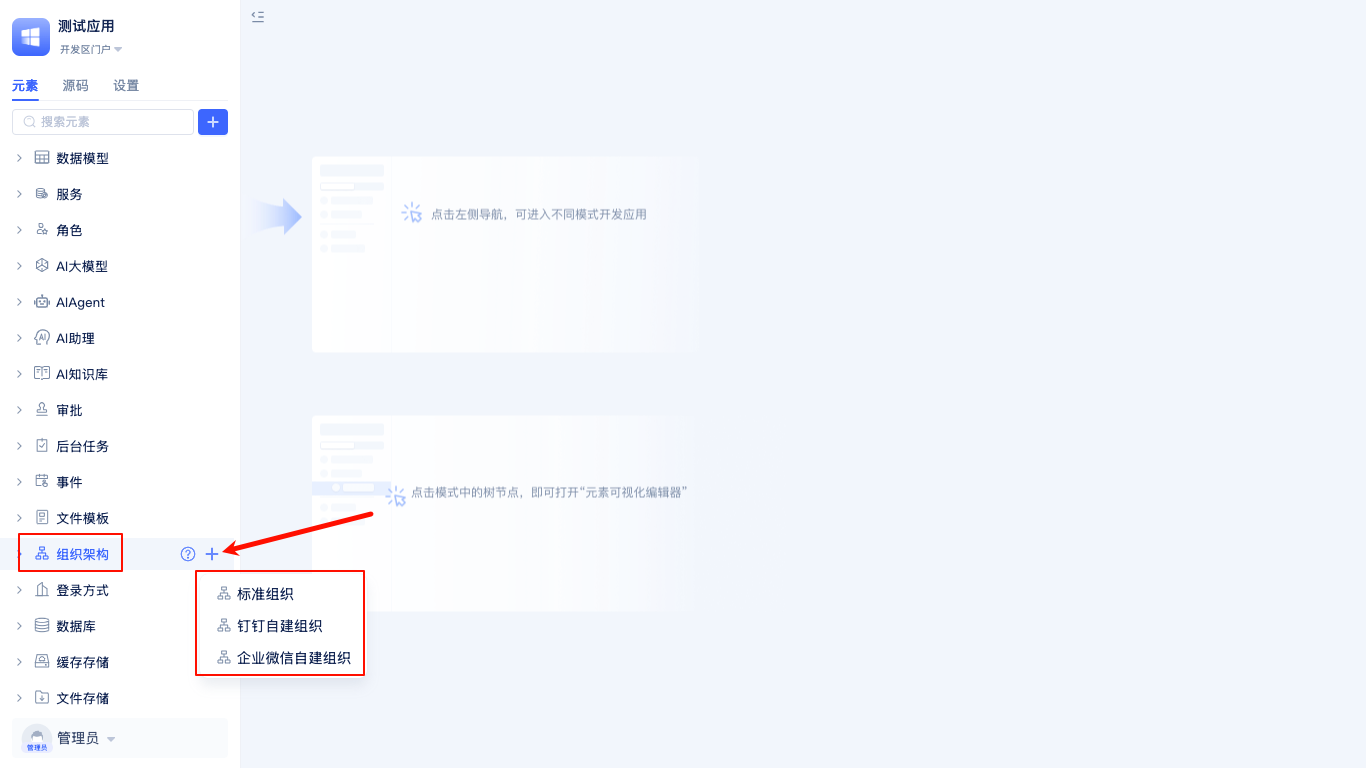 测试应用
开发区门户
元素 源码 设置
搜索元素
数据模型
服务
角色
AI大模型
AIAgent
AI助理
AI知识库
审批
后台任务
事件
文件模板
组织架构
登录方式
数据库
缓存存储
文件存储
管理员
管理员
标准组织
钉钉自建组织
企业微信自建组织
点击左侧导航，可进入不同模式开发应用
点击模式中的树节点，即可打开“元素可视化编辑器”